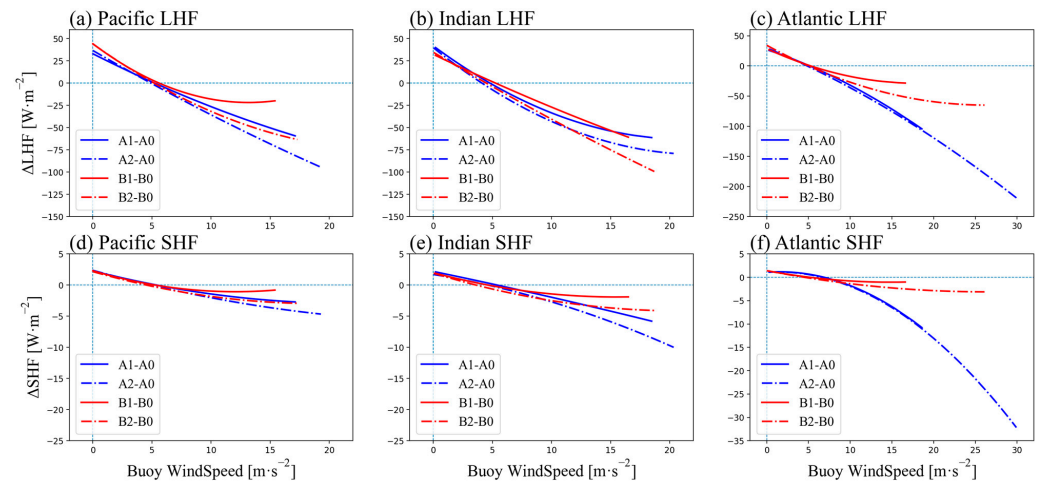 (a) Pacific LHF
(b) Indian LHF
(c) Atlantic LHF
ΔLHF [W·m⁻²]
50
25
0
−25
−50
−75
−100
−125
−150
A1-A0
A2-A0
B1-B0
B2-B0
0 5 10 15 20
50
25
0
−25
−50
−75
−100
−125
−150
A1-A0
A2-A0
B1-B0
B2-B0
0 5 10 15 20
50
0
−50
−100
−150
−200
−250
A1-A0
A2-A0
B1-B0
B2-B0
0 5 10 15 20 25 30
(d) Pacific SHF
(e) Indian SHF
(f) Atlantic SHF
ΔSHF [W·m⁻²]
5
0
−5
−10
−15
−20
−25
A1-A0
A2-A0
B1-B0
B2-B0
0 5 10 15 20
Buoy WindSpeed [m·s⁻²]
5
0
−5
−10
−15
−20
−25
A1-A0
A2-A0
B1-B0
B2-B0
0 5 10 15 20
Buoy WindSpeed [m·s⁻²]
5
0
−5
−10
−15
−20
−25
−30
−35
A1-A0
A2-A0
B1-B0
B2-B0
0 5 10 15 20 25 30
Buoy WindSpeed [m·s⁻²]